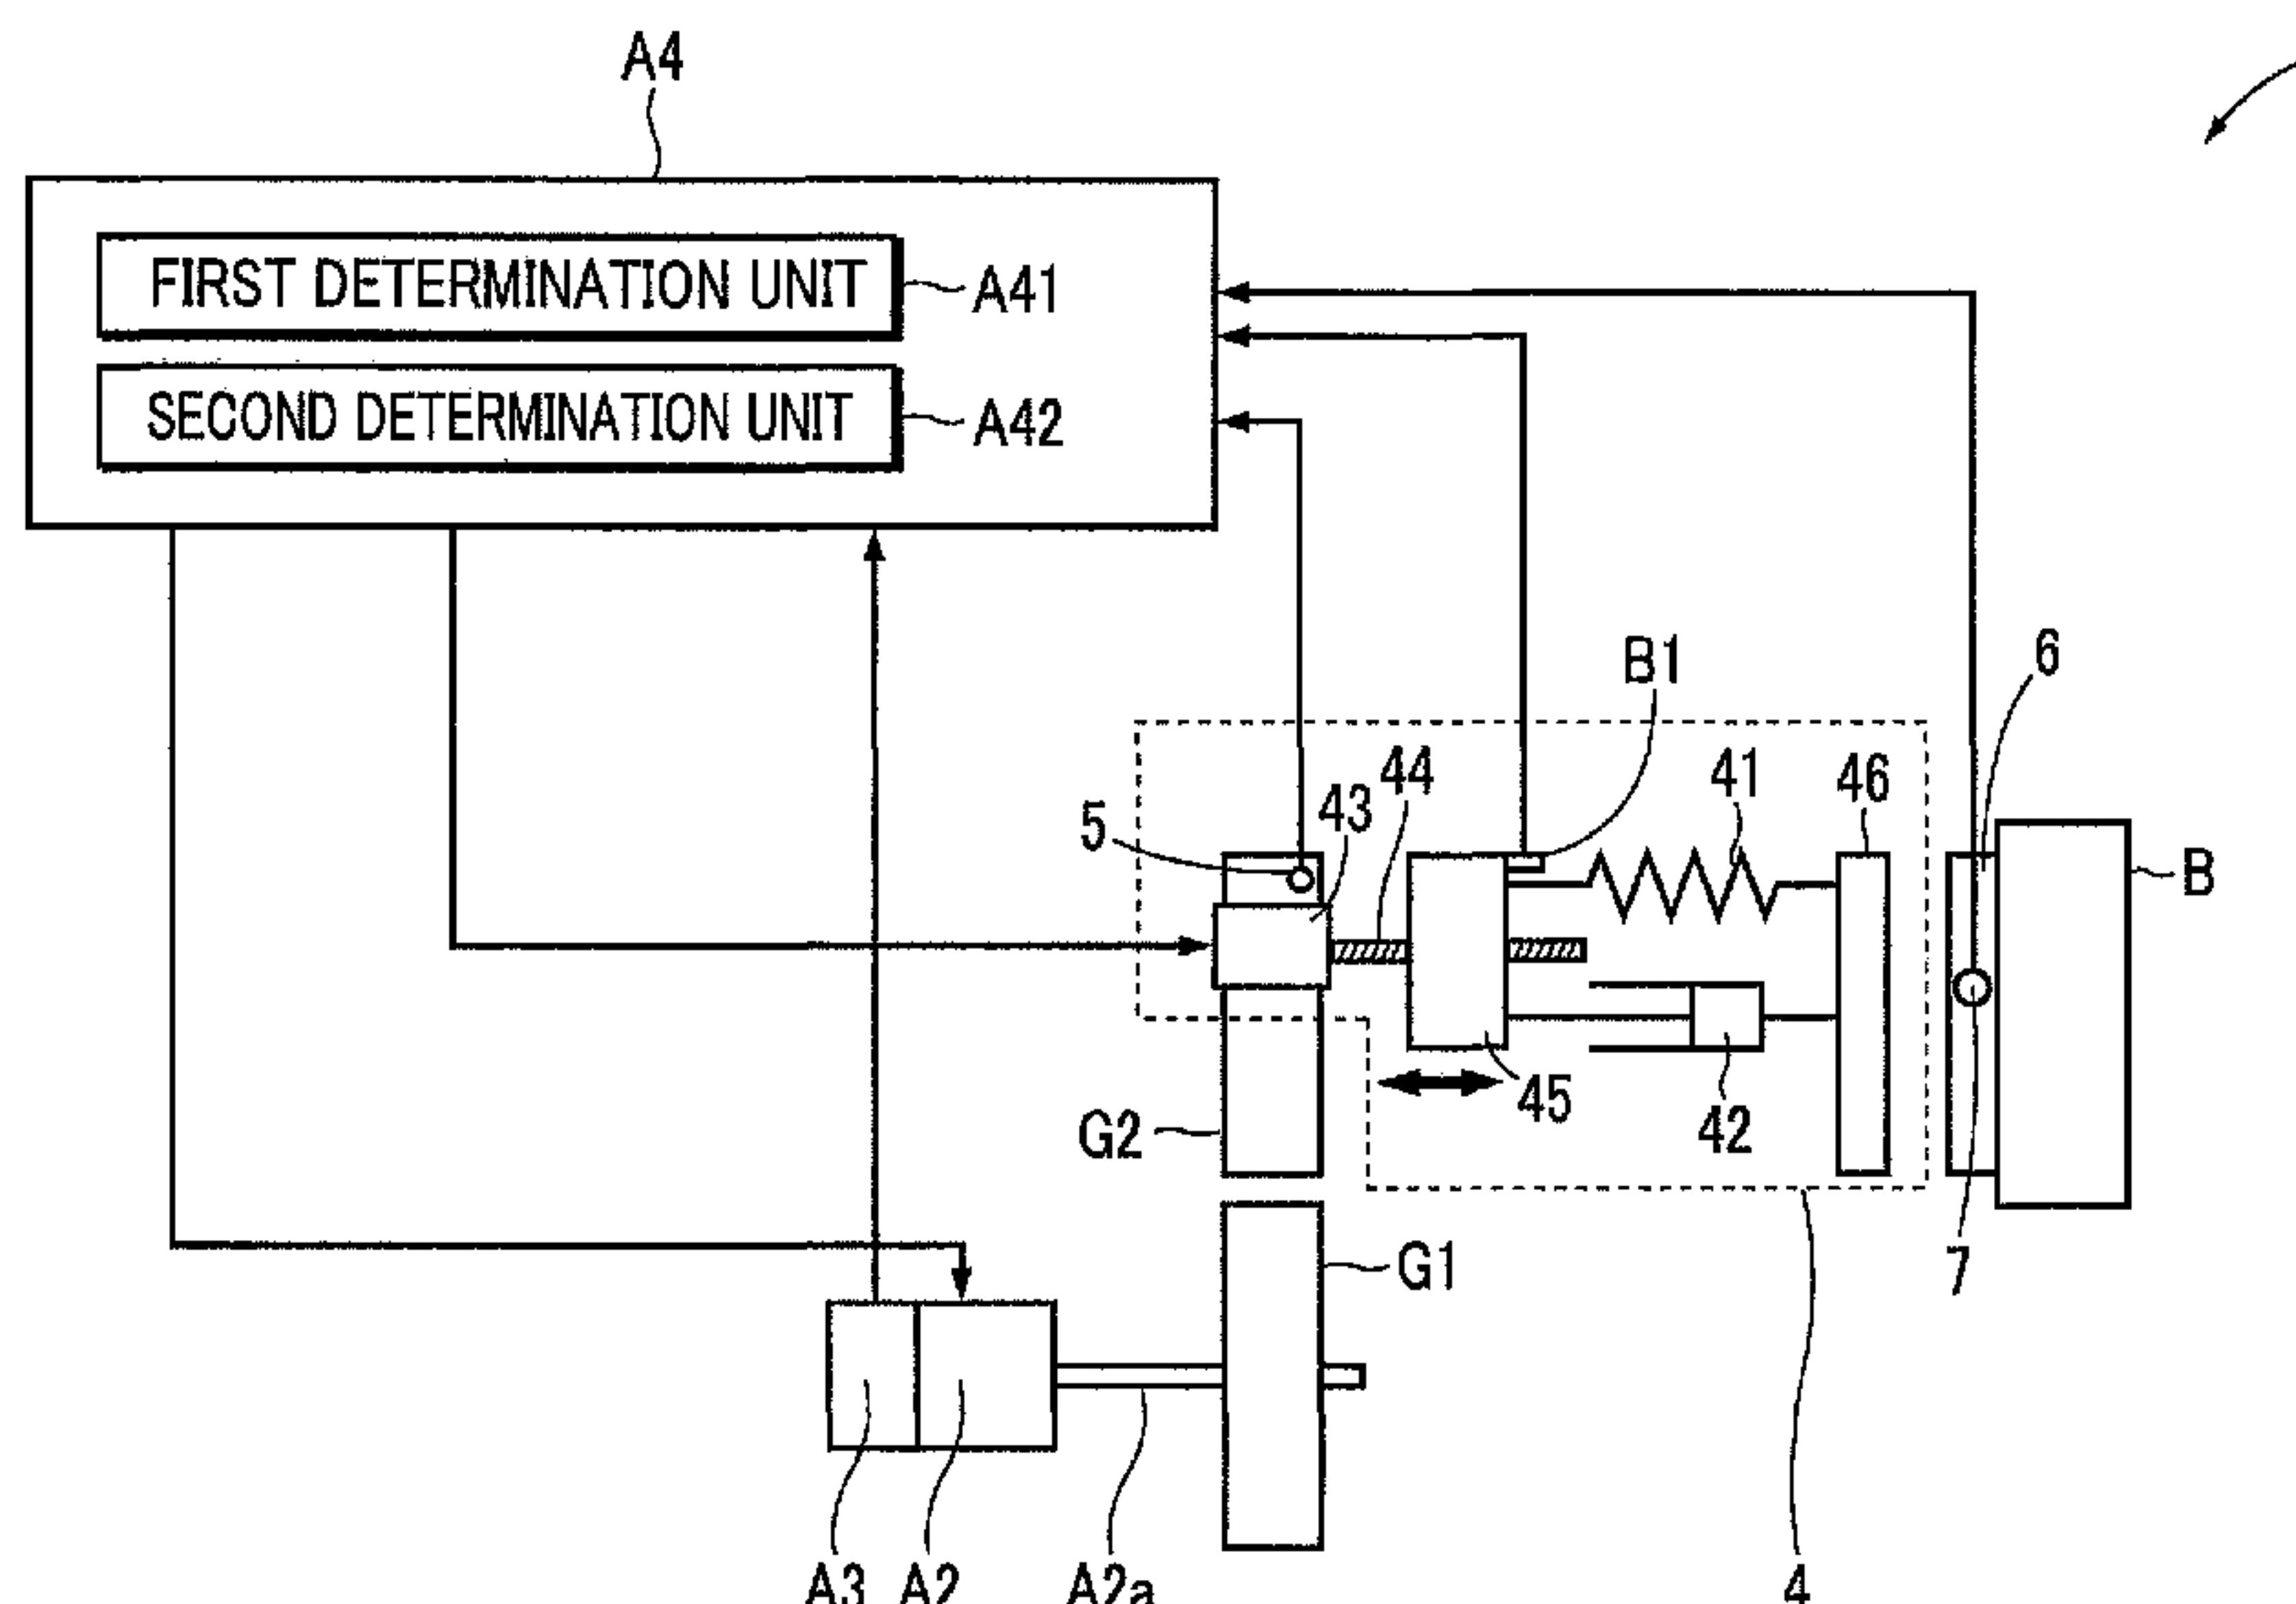 A4
FIRST DETERMINATION UNIT
A41
SECOND DETERMINATION UNIT
A42
B1
6
44
41
46
43
5
B
45
42
G2
G1
7
A3
A2
A2a
4